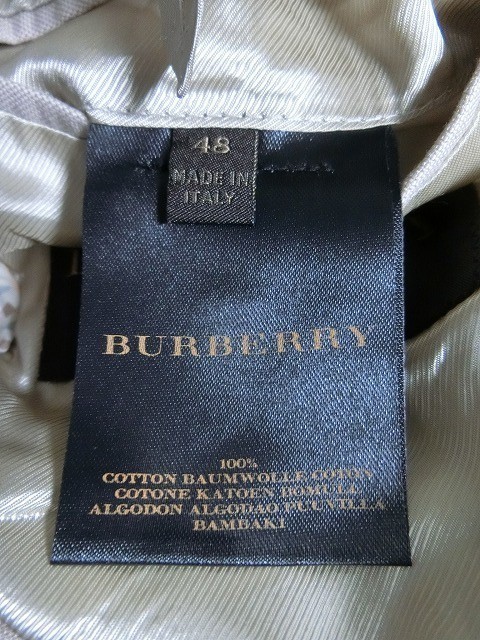 48
MADE IN
ITALY
BURBERRY
100%
COTTON BAUMWOLLE COTON
COTONE KATOEN BOMULL
ALGODON ALGODAO PUUVILLA
BAMBAKI